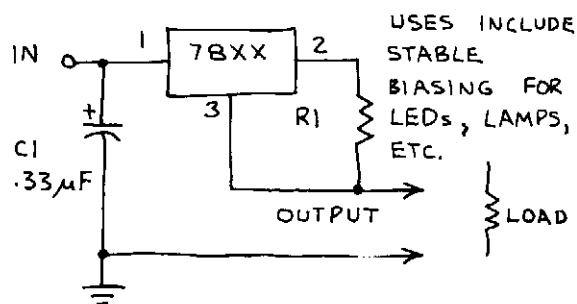 USES INCLUDE
STABLE
BIASING FOR
LEDs, LAMPS,
ETC.
IN
1
78XX
2
3
R1
+
C1
.33µF
OUTPUT
LOAD